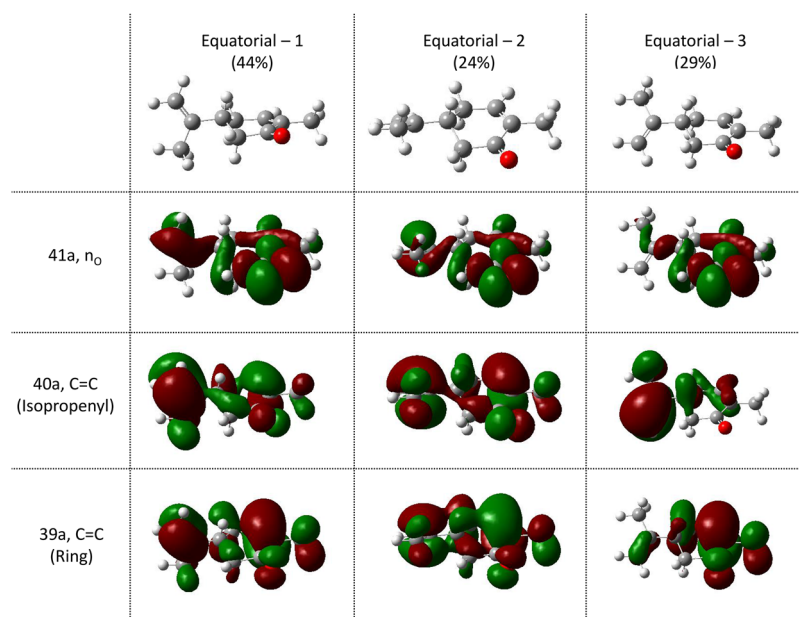 Equatorial – 1
(44%)
Equatorial – 2
(24%)
Equatorial – 3
(29%)
41a, nO
40a, C=C
(Isopropenyl)
39a, C=C
(Ring)